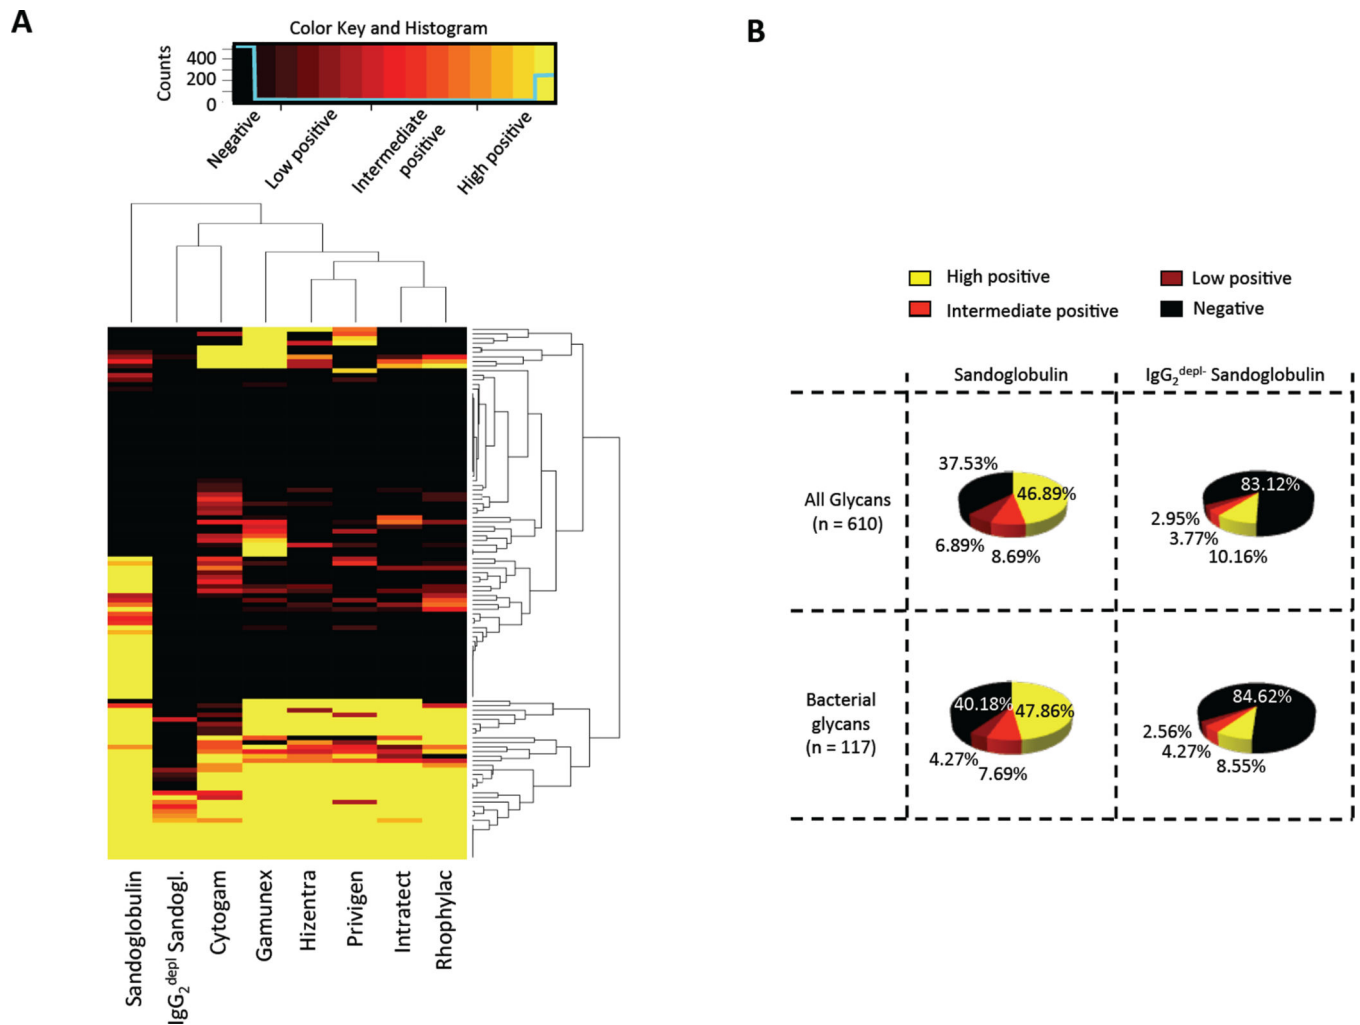 A
Color Key and Histogram
Counts
400
200
0
Negative
Low positive
Intermediate
positive
High positive
Sandoglobulin
IgG2depl Sandogl.
Cytogam
Gamunex
Hizentra
Privigen
Intratect
Rhophylac
B
High positive
Low positive
Intermediate positive
Negative
Sandoglobulin
IgG2depl- Sandoglobulin
All Glycans
(n = 610)
37.53%
46.89%
6.89%
8.69%
83.12%
2.95%
3.77%
10.16%
Bacterial
glycans
(n = 117)
40.18%
47.86%
4.27%
7.69%
84.62%
2.56%
4.27%
8.55%